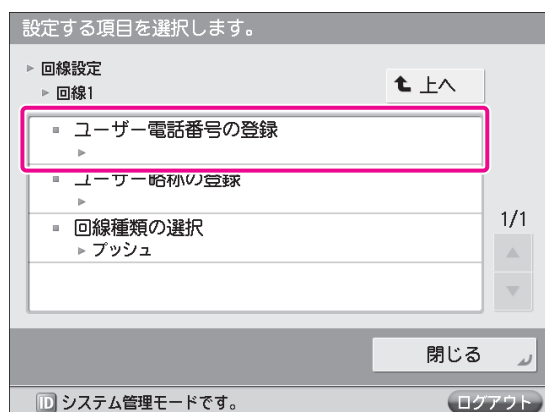 設定する項目を選択します。
▶ 回線設定
▶ 回線1
上へ
ユーザー電話番号の登録
▶
ユーザー略称の登録
▶
回線種類の選択
▶ プッシュ
1/1
閉じる
ID システム管理モードです。
ログアウト